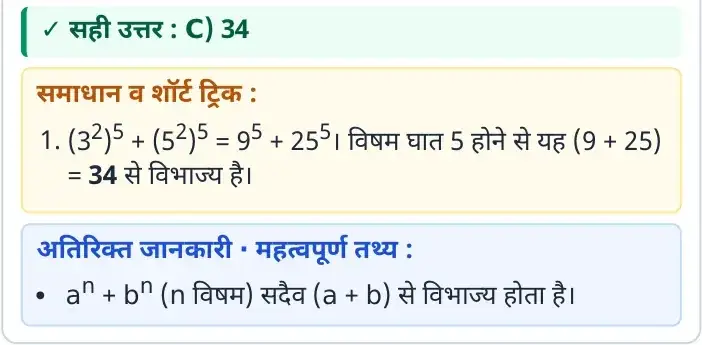 ✓ सही उत्तर : C) 34
समाधान व शॉर्ट ट्रिक :
1. (3²)⁵ + (5²)⁵ = 9⁵ + 25⁵। विषम घात 5 होने से यह (9 + 25)
= 34 से विभाज्य है।
अतिरिक्त जानकारी · महत्वपूर्ण तथ्य :
• aⁿ + bⁿ (n विषम) सदैव (a + b) से विभाज्य होता है।